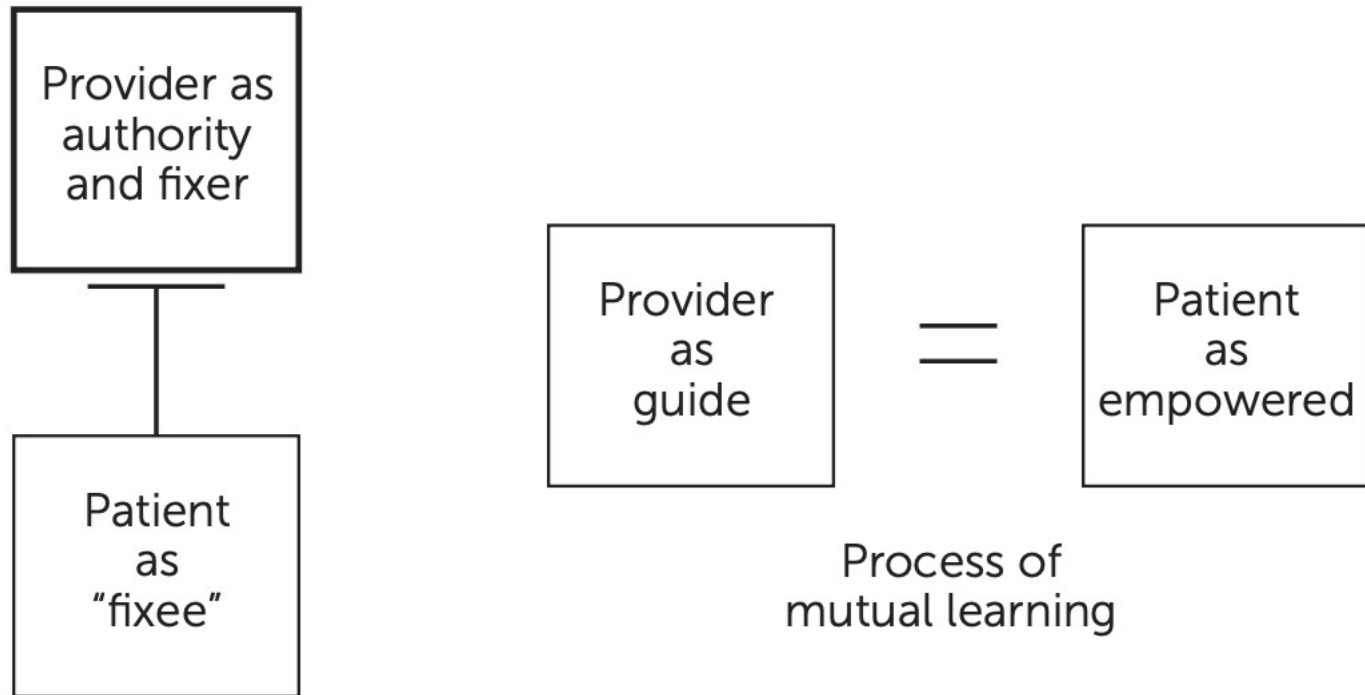 Provider as
authority
and fixer
Patient
as
“fixee”
Provider
as
guide
Patient
as
empowered
Process of
mutual learning